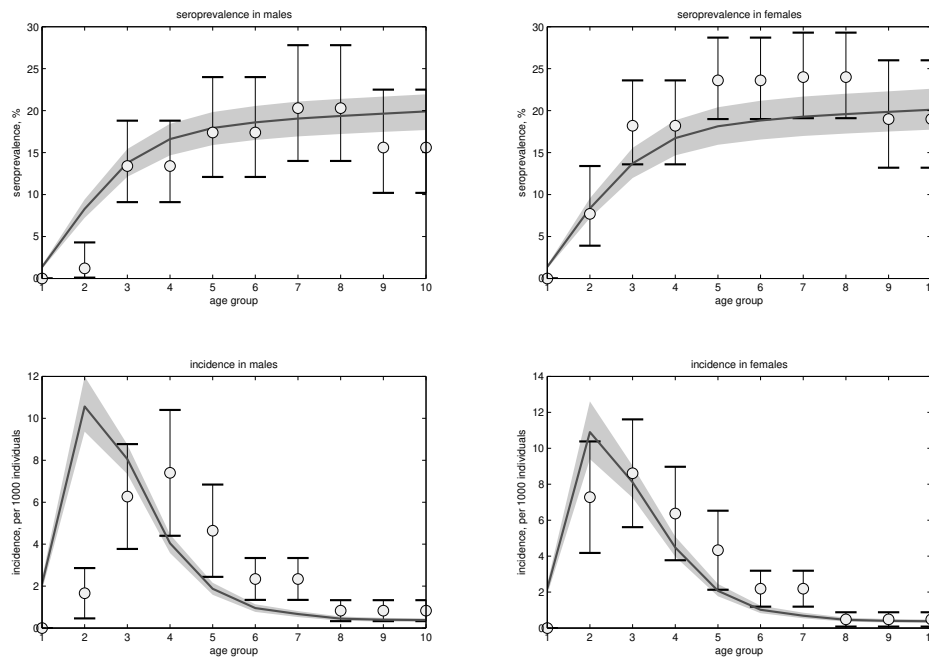 seroprevalence in males
30
25
20
15
10
5
0
seroprevalence, %
1 2 3 4 5 6 7 8 9 10
age group
seroprevalence in females
30
25
20
15
10
5
0
seroprevalence, %
1 2 3 4 5 6 7 8 9
age group
incidence in males
12
10
8
6
4
2
0
incidence, per 1000 individuals
1 2 3 4 5 6 7 8 9 10
age group
incidence in females
14
12
10
8
6
4
2
0
incidence, per 1000 individuals
1 2 3 4 5 6 7 8 9
age group